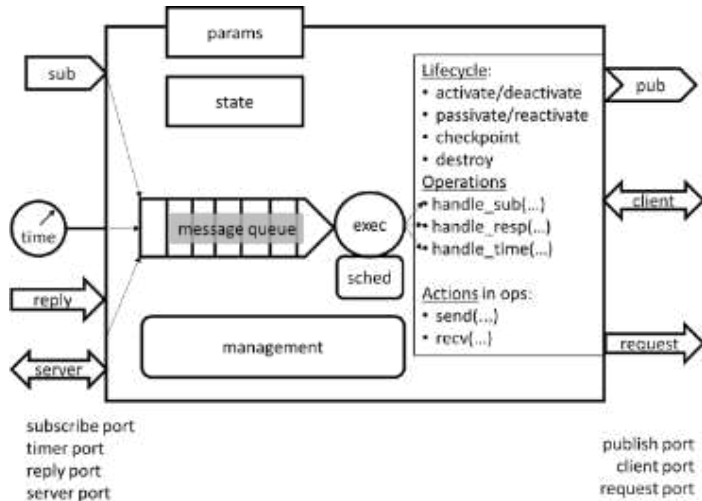 params
sub
state
time
reply
server
message queue
exec
sched
management
Lifecycle:
• activate/deactivate
• passivate/reactivate
• checkpoint
• destroy
Operations
handle_sub(...)
handle_resp(...)
handle_time(...)
Actions in ops:
• send(...)
• recv(...)
pub
client
request
subscribe port
timer port
reply port
server port
publish port
client port
request port